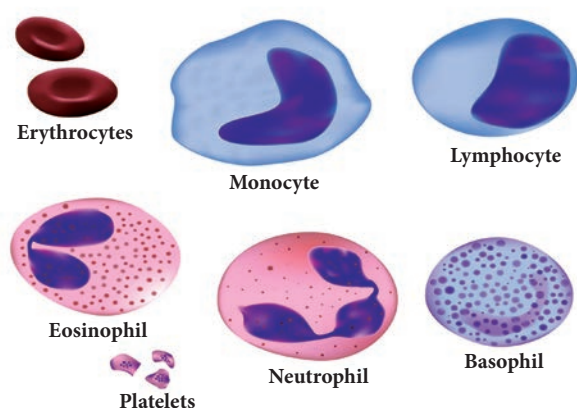 Erythrocytes
Monocyte
Lymphocyte
Eosinophil
Neutrophil
Basophil
Platelets